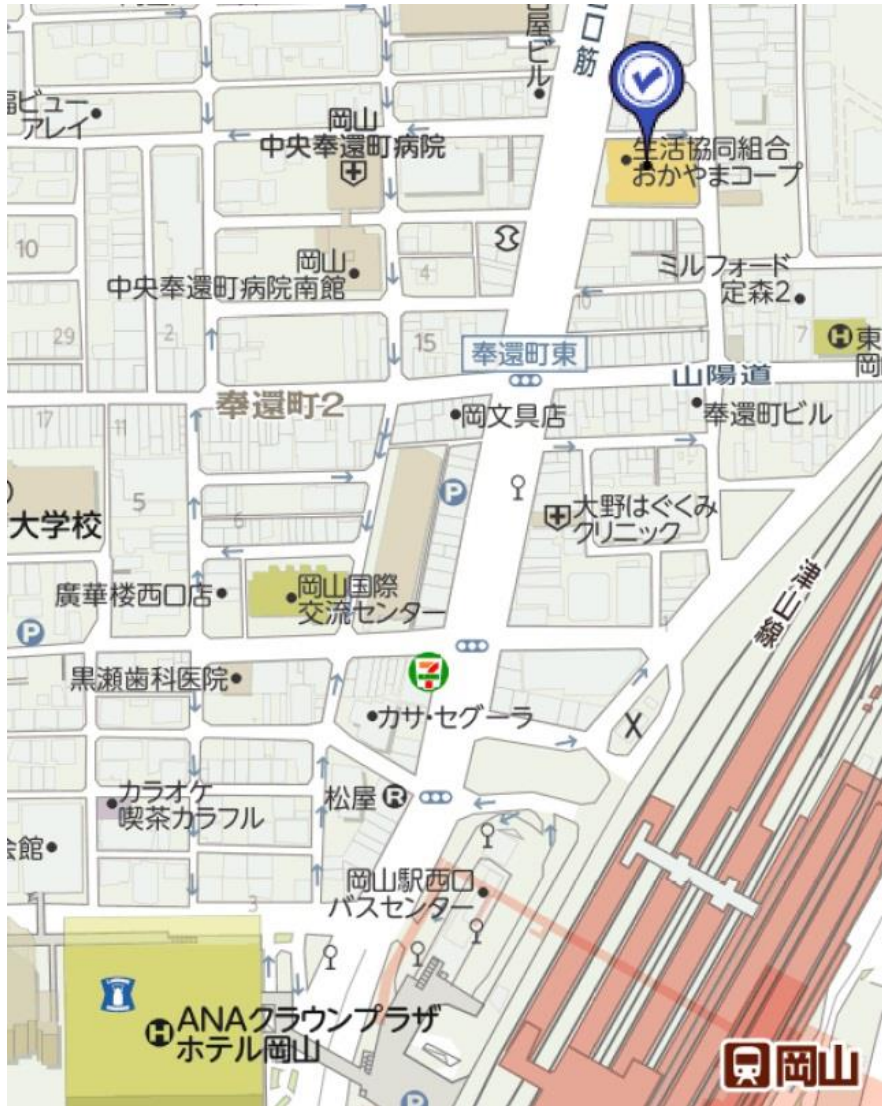 口筋
屋ビル
福ビュー
アレイ
岡山
中央奉還町病院
生活協同組合
おかやまコープ
10
岡山
中央奉還町病院南館
4
ミルフォード
定森2
29
2
15
10
1
7
H
東
岡
奉還町東
山陽道
奉還町2
17
11
岡文具店
奉還町ビル
P
5
大学校
6
大野はぐくみ
クリニック
廣華楼西口店
岡山国際
交流センター
津山線
P
黒瀬歯科医院
7
カサ・セグーラ
カラオケ
喫茶カラフル
松屋
R
会館
岡山駅西口
バスセンター
3
H
ANAクラウンプラザ
ホテル岡山
P
岡山